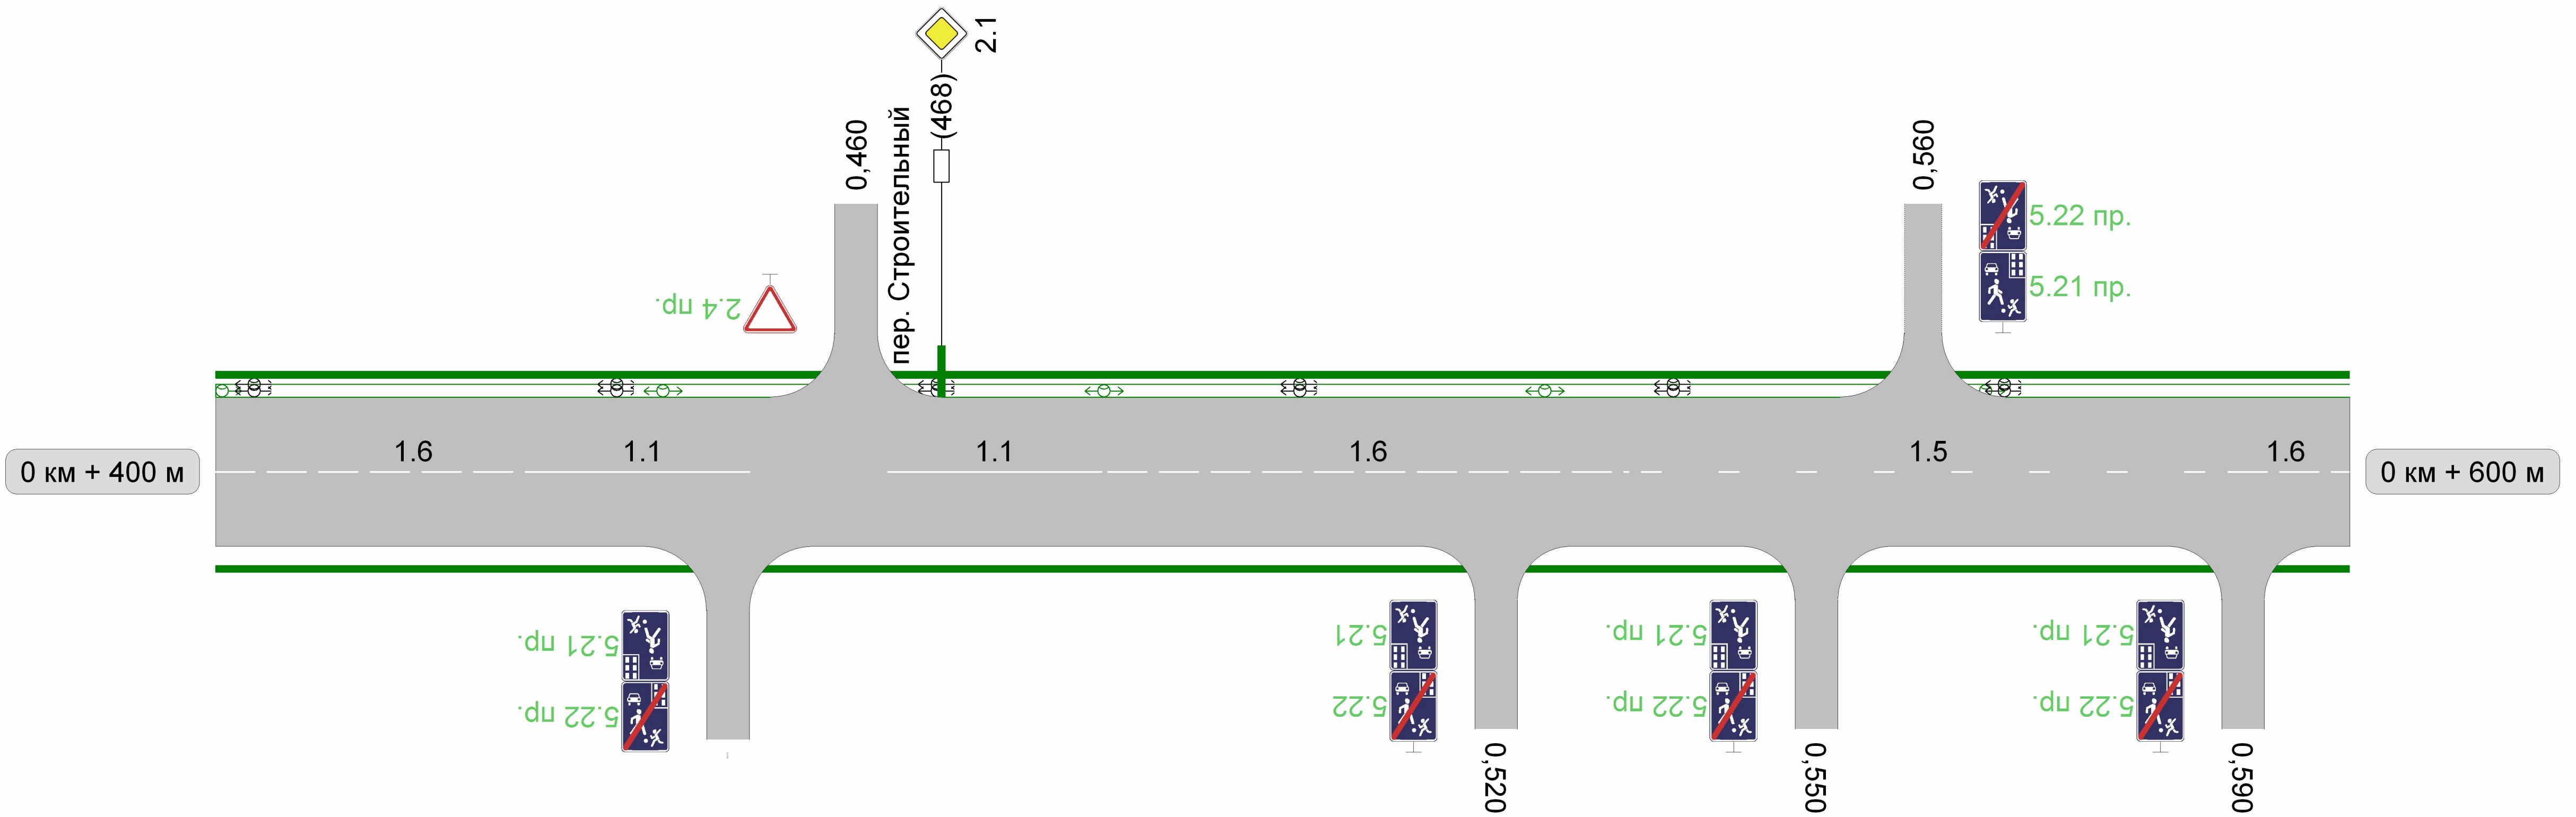 2.1
(468)
0,460
пер. Строительный
0,560
5.22 пр.
5.21 пр.
2.4 пр.
1.6
1.1
1.1
1.6
1.5
1.6
0 км + 400 м
0 км + 600 м
5.21 пр.
5.22 пр.
5.21
5.22
5.21 пр.
5.22 пр.
5.21 пр.
5.22 пр.
0,520
0,550
0,590